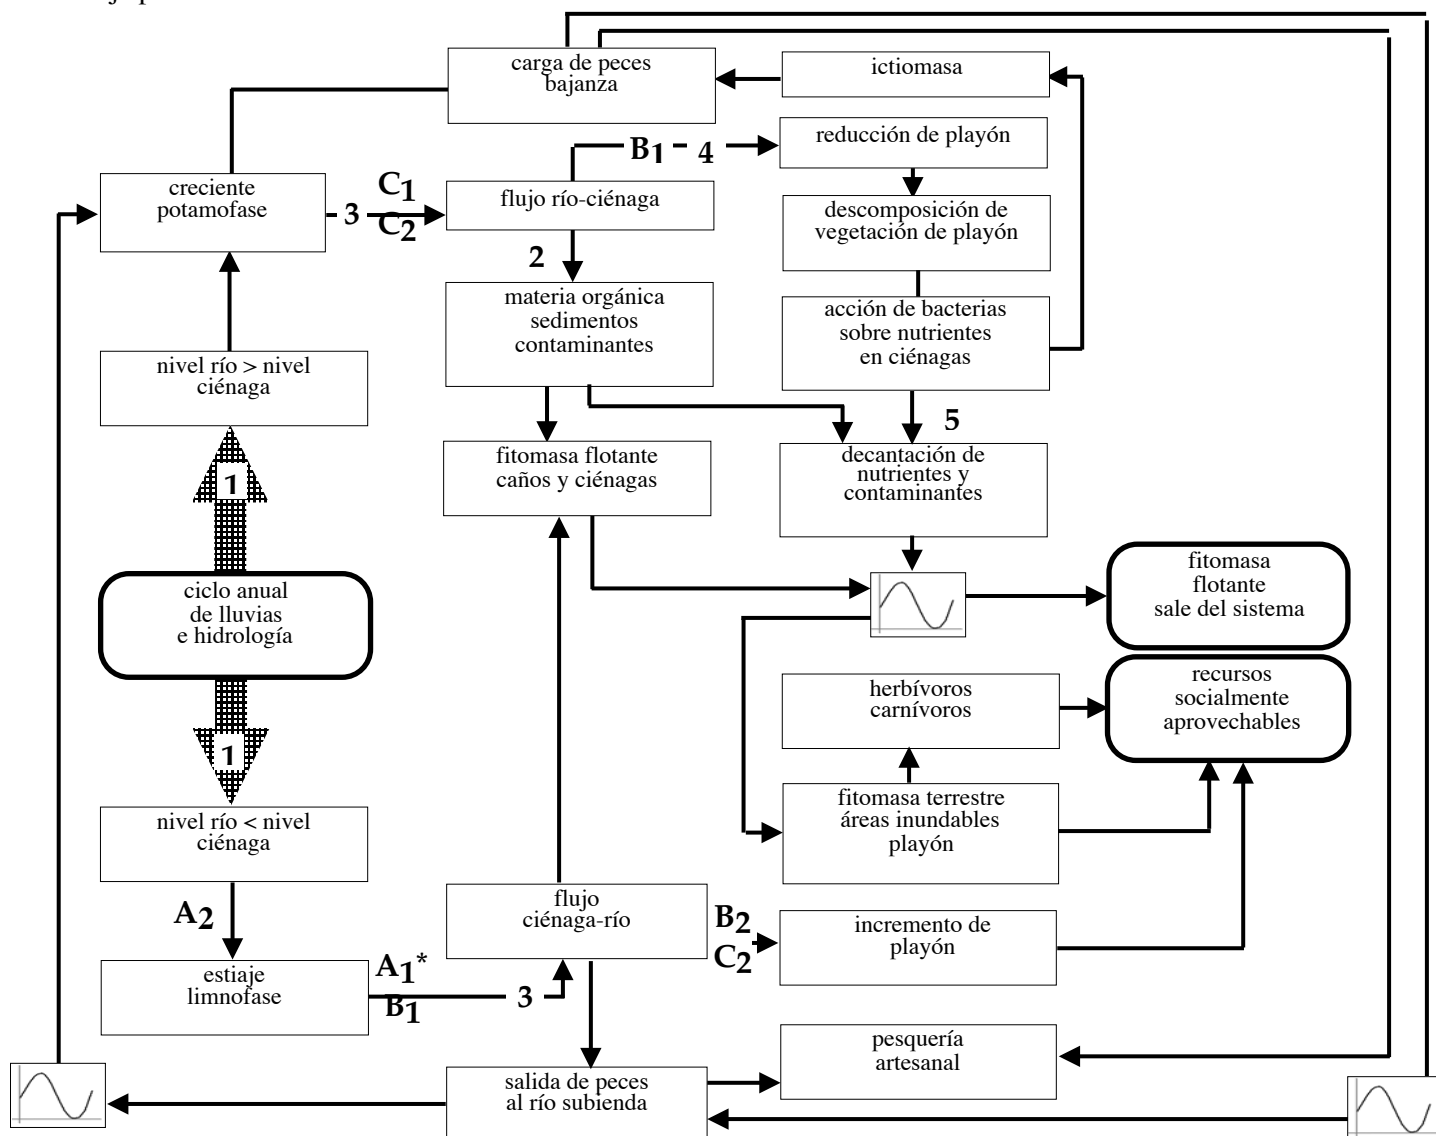 carga de peces
bajanza
ictiomasa
B1 - 4
reducción de playón
creciente
potamofase
3
C1
C2
flujo río-ciénaga
descomposición de
vegetación de playón
2
materia orgánica
sedimentos
contaminantes
acción de bacterias
sobre nutrientes
en ciénagas
nivel río > nivel
ciénaga
5
1
fitomasa flotante
caños y ciénagas
decantación de
nutrientes y
contaminantes
ciclo anual
de lluvias
e hidrología
fitomasa
flotante
sale del sistema
herbívoros
carnívoros
recursos
socialmente
aprovechables
1
nivel río < nivel
ciénaga
fitomasa terrestre
áreas inundables
playón
A2
flujo
ciénaga-río
B2
C2
incremento de
playón
estiaje
limnofase
A1*
B1
3
pesquería
artesanal
salida de peces
al río subienda